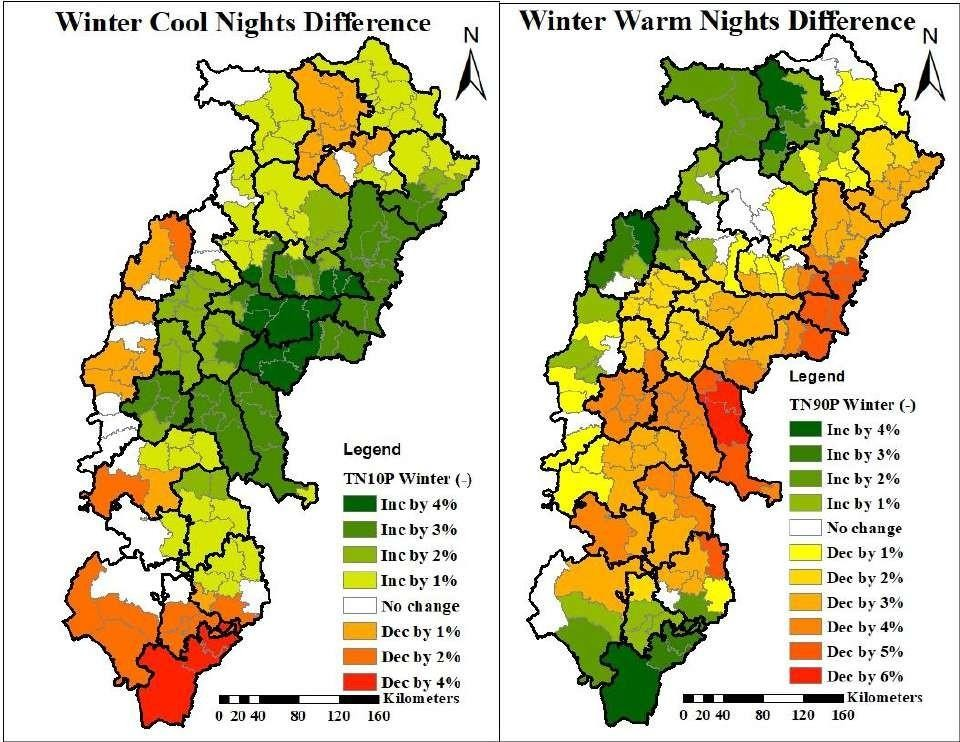 Winter Cool Nights Difference
N
Legend
TN10P Winter (-)
Inc by 4%
Inc by 3%
Inc by 2%
Inc by 1%
No change
Dec by 1%
Dec by 2%
Dec by 4%
Kilometers
0 20 40 80 120 160
Winter Warm Nights Difference
N
Legend
TN90P Winter (-)
Inc by 4%
Inc by 3%
Inc by 2%
Inc by 1%
No change
Dec by 1%
Dec by 2%
Dec by 3%
Dec by 4%
Dec by 5%
Dec by 6%
Kilometers
0 20 40 80 120 160